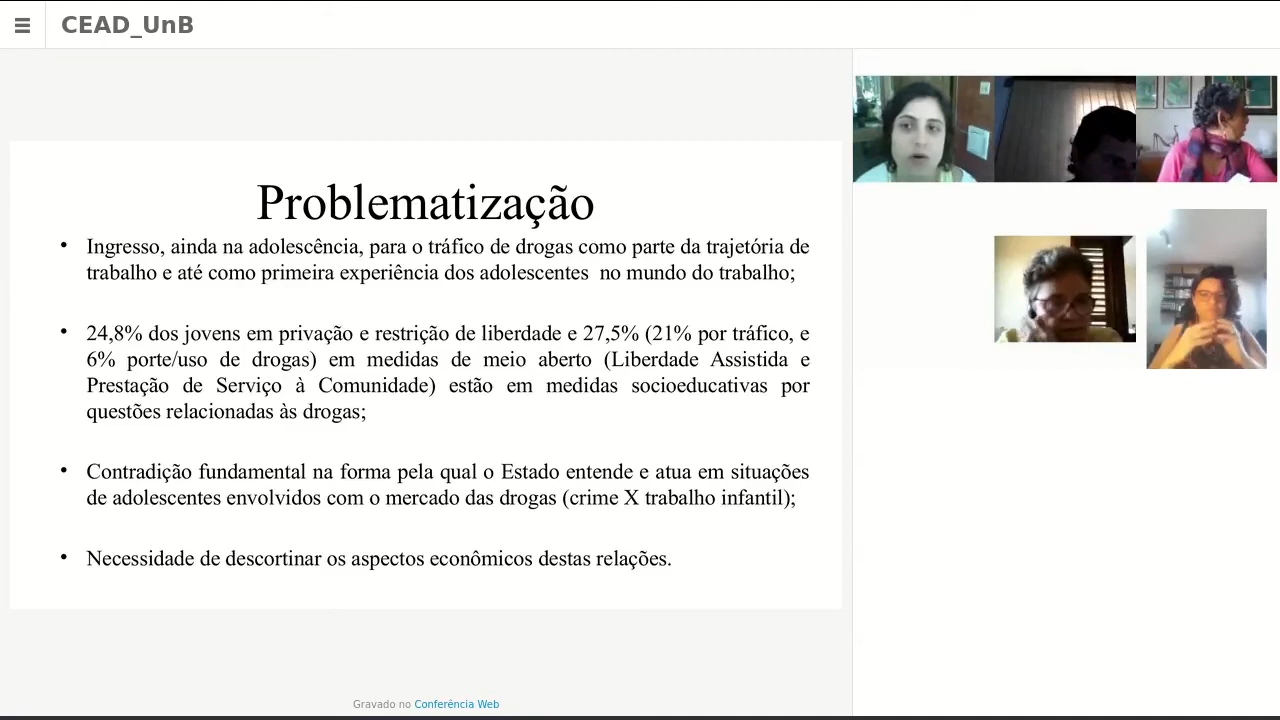 CEAD_UnB
Problematização
• Ingresso, ainda na adolescência, para o tráfico de drogas como parte da trajetória de
trabalho e até como primeira experiência dos adolescentes  no mundo do trabalho;
• 24,8% dos jovens em privação e restrição de liberdade e 27,5% (21% por tráfico, e
6% porte/uso de drogas) em medidas de meio aberto (Liberdade Assistida e
Prestação de Serviço à Comunidade) estão em medidas socioeducativas por
questões relacionadas às drogas;
• Contradição fundamental na forma pela qual o Estado entende e atua em situações
de adolescentes envolvidos com o mercado das drogas (crime X trabalho infantil);
• Necessidade de descortinar os aspectos econômicos destas relações.
Gravado no Conferência Web